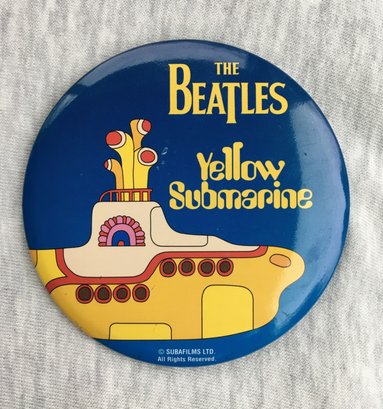 THE
BEATLES
Yellow
Submarine
© SUBAFILMS LTD.
All Rights Reserved.